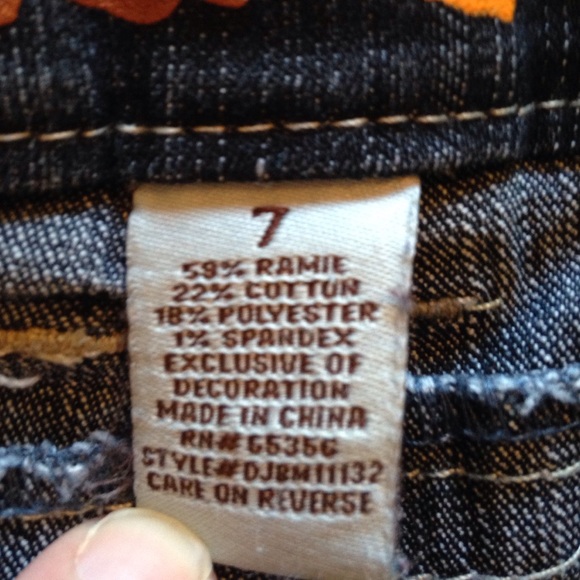 7
59% RAMIE
22% COTTON
18% POLYESTER
1% SPANDEX
EXCLUSIVE OF
DECORATION
MADE IN CHINA
RN# 65356
STYLE#DJBM11132
CARE ON REVERSE